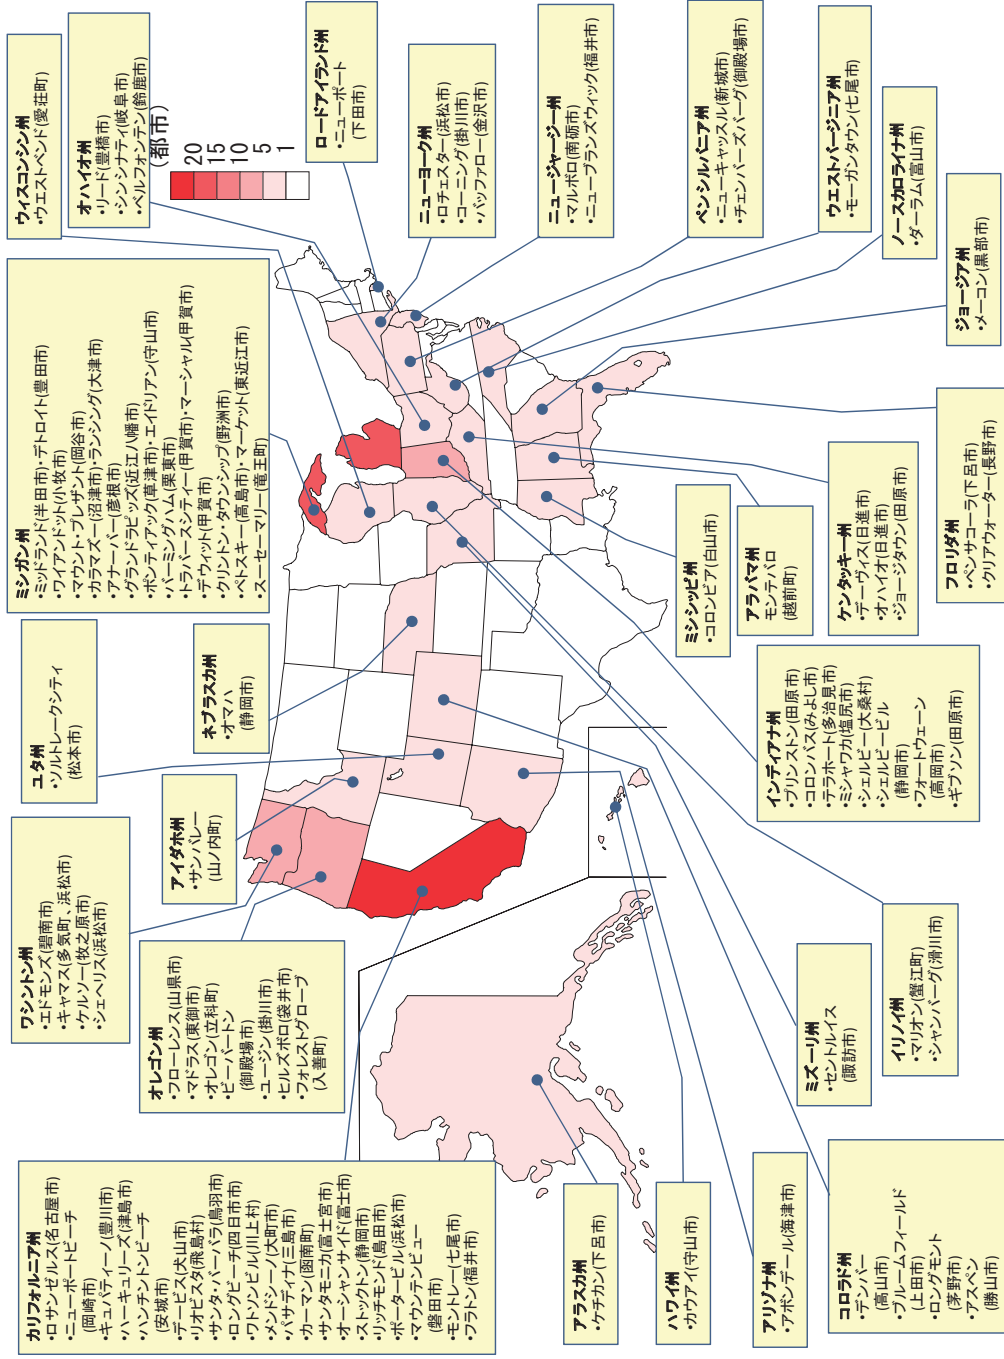 カリフォルニア州
・ロサンゼルス(名古屋市)
・ニューポートビーチ
(岡崎市)
・キュパティーノ(豊川市)
・ハーキュリーズ(津島市)
・ハンチントンビーチ
(安城市)
・デービス(犬山市)
・リオビスタ(飛島村)
・サンタ・バーバラ(鳥羽市)
・ロングビーチ(四日市市)
・ワトソンビル(川上村)
・メンドシーノ(大町市)
・パサディナ(三島市)
・カーマン(函南町)
・サンタモニカ(富士宮市)
・オーシャンサイド(富士市)
・ストックトン(静岡市)
・リッチモンド(島田市)
・ポータービル(浜松市)
・マウンテンビュー
(磐田市)
・モントレー(七尾市)
・フラトン(福井市)
ワシントン州
・エドモンズ(碧南市)
・キャマス(多気町、浜松市)
・ケルソー(牧之原市)
・シェヘリス(浜松市)
オレゴン州
・フローレンス(山県市)
・マドラス(東御市)
・オレゴン(立科町)
・ビーバートン
(御殿場市)
・ユージン(掛川市)
・ヒルズボロ(袋井市)
・フォレストグローブ
(入善町)
アイダホ州
・サンバレー
(山ノ内町)
ユタ州
・ソルトレークシティ
(松本市)
ネブラスカ州
・オマハ
(静岡市)
ミシガン州
・ミッドランド(半田市)・デトロイト(豊田市)
・ワイアンドット(小牧市)
・マウント・プレザント(岡谷市)
・カラマズー(沼津市)・ランシング(大津市)
・アナーバー(彦根市)
・グランドラピッズ(近江八幡市)
・ポンティアック(草津市)・エイドリアン(守山市)
・バーミングハム(栗東市)
・トラバースシティー(甲賀市)・マーシャル(甲賀市)
・デウィット(甲賀市)
・クリントン・タウンシップ(野洲市)
・ペトスキー(高島市)・マーケット(東近江市)
・スーセーマリー(竜王町)
ウィスコンシン州
・ウエストベンド(愛荘町)
オハイオ州
・リード(豊橋市)
・シンシナティ(岐阜市)
・ベルフォンテン(鈴鹿市)
(都市)
20
15
10
5
1
ロードアイランド州
・ニューポート
(下田市)
ニューヨーク州
・ロチェスター(浜松市)
・コーニング(掛川市)
・バッファロー(金沢市)
ニュージャージー州
・マルボロ(南砺市)
・ニューブランズウィック(福井市)
ペンシルバニア州
・ニューキャッスル(新城市)
・チェンバーズバーグ(御殿場市)
ウエストバージニア州
・モーガンタウン(七尾市)
ノースカロライナ州
・ダーラム(富山市)
ジョージア州
・メーコン(黒部市)
フロリダ州
・ペンサコーラ(下呂市)
・クリアウォーター(長野市)
ケンタッキー州
・デーヴィス(日進市)
・オハイオ(日進市)
・ジョージタウン(田原市)
アラバマ州
モンテバロ
(越前町)
ミシシッピ州
・コロンビア(白山市)
インディアナ州
・プリンストン(田原市)
・コロンバス(みよし市)
・テラホート(多治見市)
・ミシャワカ(塩尻市)
・シェルビー(大桑村)
・シェルビービル
(静岡市)
・フォートウェーン
(高岡市)
・ギブソン(田原市)
イリノイ州
・マリオン(蟹江町)
・シャンバーグ(滑川市)
ミズーリ州
・セントルイス
(諏訪市)
コロラド州
・デンバー
(高山市)
・ブルームフィールド
(上田市)
・ロングモント
(茅野市)
・アスペン
(勝山市)
アリゾナ州
・アボンデール(海津市)
ハワイ州
・カウアイ(守山市)
アラスカ州
・ケチカン(下呂市)